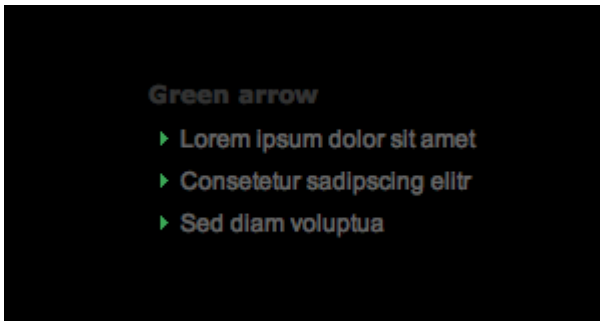 Green arrow
Lorem ipsum dolor sit amet
Consetetur sadipscing elitr
Sed diam voluptua